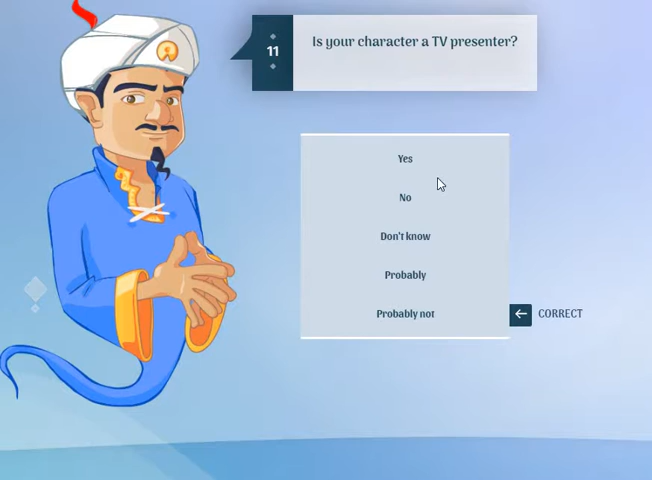 11
Is your character a TV presenter?
Yes
No
Don't know
Probably
Probably not
CORRECT